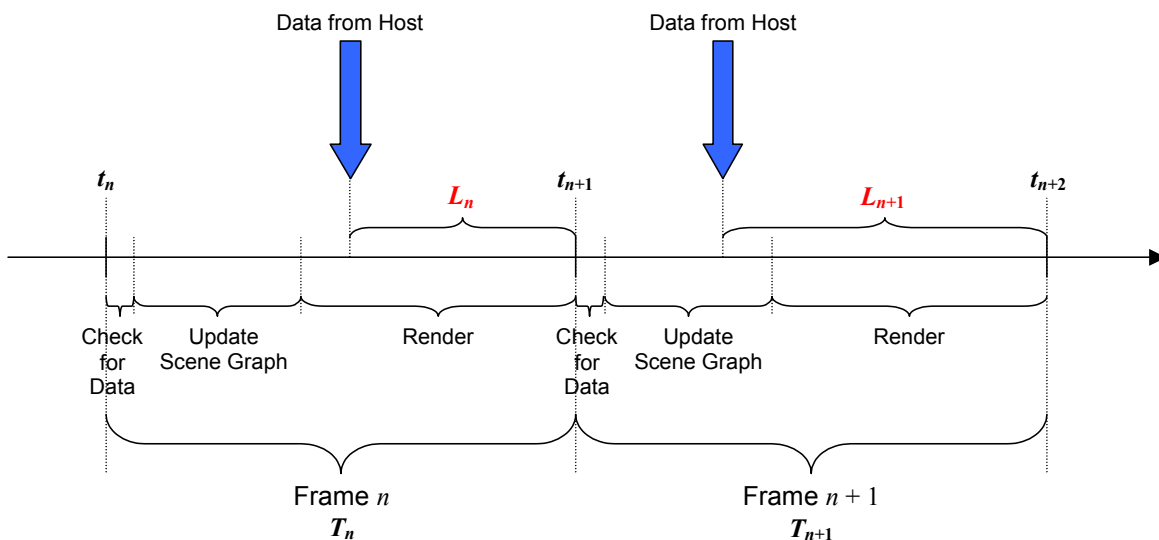 Data from Host
Data from Host
tn
tn+1
tn+2
Ln
Ln+1
Check
for
Data
Update
Scene Graph
Render
Check
for
Data
Update
Scene Graph
Render
Frame n
Tn
Frame n + 1
Tn+1